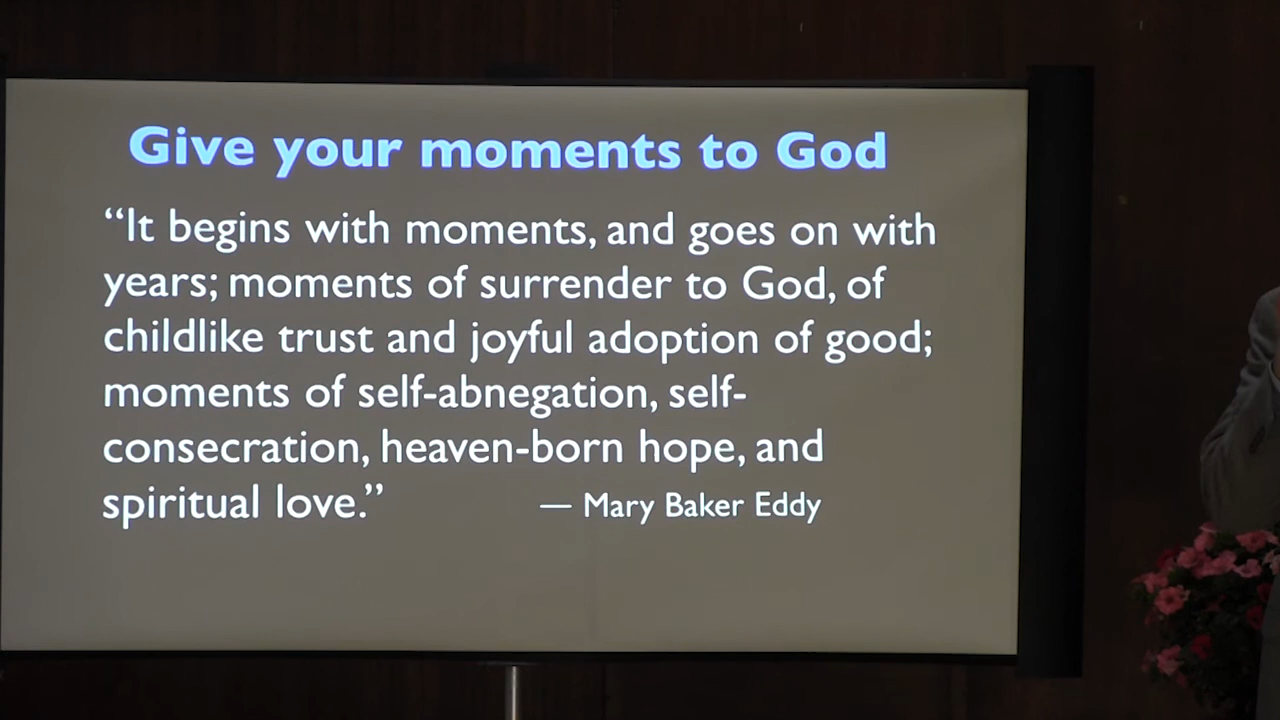 Give your moments to God
“It begins with moments, and goes on with
years; moments of surrender to God, of
childlike trust and joyful adoption of good;
moments of self-abnegation, self-
consecration, heaven-born hope, and
spiritual love.” — Mary Baker Eddy